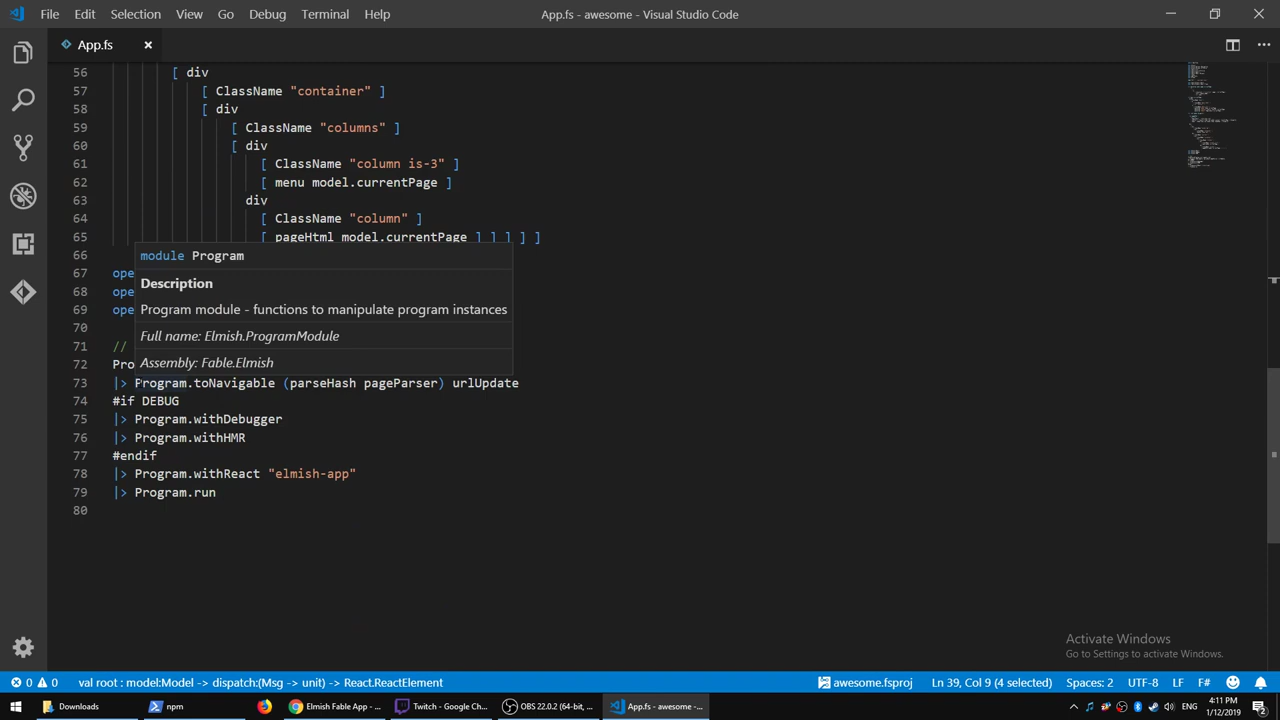 File Edit Selection View Go Debug Terminal Help App.fs - awesome - Visual Studio Code
App.fs
56 [ div
57 [ ClassName "container" ]
58 [ div
59 [ ClassName "columns" ]
60 [ div
61 [ ClassName "column is-3" ]
62 [ menu model.currentPage ]
63 div
64 [ ClassName "column" ]
65 [ pageHtml model.currentPage ] ] ] ] ]
66
module Program
67 ope
Description
68 ope
69 ope
Program module - functions to manipulate program instances
70
Full name: Elmish.ProgramModule
71 //
72 Pro
Assembly: Fable.Elmish
73 |> Program.toNavigable (parseHash pageParser) urlUpdate
74 #if DEBUG
75 |> Program.withDebugger
76 |> Program.withHMR
77 #endif
78 |> Program.withReact "elmish-app"
79 |> Program.run
80
Activate Windows
Go to Settings to activate Windows.
0 0 val root : model:Model -> dispatch:(Msg -> unit) -> React.ReactElement awesome.fsproj Ln 39, Col 9 (4 selected) Spaces: 2 UTF-8 LF F#
Downloads npm Elmish Fable App - ... Twitch - Google Ch... OBS 22.0.2 (64-bit, ... App.fs - awesome -... ENG 4:11 PM
1/12/2019 2